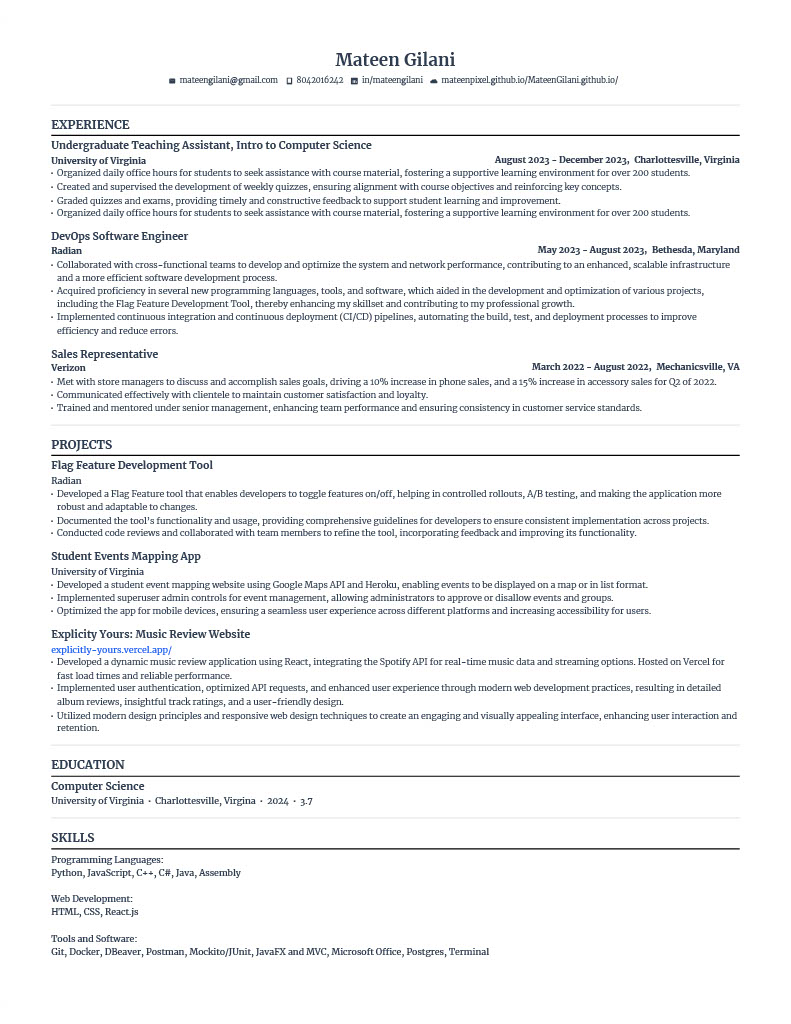 Mateen Gilani
mateengilani@gmail.com 8042016242 in/mateengilani mateenpixel.github.io/MateenGilani.github.io/
EXPERIENCE
Undergraduate Teaching Assistant, Intro to Computer Science
University of Virginia August 2023 - December 2023, Charlottesville, Virginia
• Organized daily office hours for students to seek assistance with course material, fostering a supportive learning environment for over 200 students.
• Created and supervised the development of weekly quizzes, ensuring alignment with course objectives and reinforcing key concepts.
• Graded quizzes and exams, providing timely and constructive feedback to support student learning and improvement.
• Organized daily office hours for students to seek assistance with course material, fostering a supportive learning environment for over 200 students.
DevOps Software Engineer
Radian May 2023 - August 2023, Bethesda, Maryland
• Collaborated with cross-functional teams to develop and optimize the system and network performance, contributing to an enhanced, scalable infrastructure
and a more efficient software development process.
• Acquired proficiency in several new programming languages, tools, and software, which aided in the development and optimization of various projects,
including the Flag Feature Development Tool, thereby enhancing my skillset and contributing to my professional growth.
• Implemented continuous integration and continuous deployment (CI/CD) pipelines, automating the build, test, and deployment processes to improve
efficiency and reduce errors.
Sales Representative
Verizon March 2022 - August 2022, Mechanicsville, VA
• Met with store managers to discuss and accomplish sales goals, driving a 10% increase in phone sales, and a 15% increase in accessory sales for Q2 of 2022.
• Communicated effectively with clientele to maintain customer satisfaction and loyalty.
• Trained and mentored under senior management, enhancing team performance and ensuring consistency in customer service standards.
PROJECTS
Flag Feature Development Tool
Radian
• Developed a Flag Feature tool that enables developers to toggle features on/off, helping in controlled rollouts, A/B testing, and making the application more
robust and adaptable to changes.
• Documented the tool's functionality and usage, providing comprehensive guidelines for developers to ensure consistent implementation across projects.
• Conducted code reviews and collaborated with team members to refine the tool, incorporating feedback and improving its functionality.
Student Events Mapping App
University of Virginia
• Developed a student event mapping website using Google Maps API and Heroku, enabling events to be displayed on a map or in list format.
• Implemented superuser admin controls for event management, allowing administrators to approve or disallow events and groups.
• Optimized the app for mobile devices, ensuring a seamless user experience across different platforms and increasing accessibility for users.
Explicity Yours: Music Review Website
explicitly-yours.vercel.app/
• Developed a dynamic music review application using React, integrating the Spotify API for real-time music data and streaming options. Hosted on Vercel for
fast load times and reliable performance.
• Implemented user authentication, optimized API requests, and enhanced user experience through modern web development practices, resulting in detailed
album reviews, insightful track ratings, and a user-friendly design.
• Utilized modern design principles and responsive web design techniques to create an engaging and visually appealing interface, enhancing user interaction and
retention.
EDUCATION
Computer Science
University of Virginia • Charlottesville, Virgina • 2024 • 3.7
SKILLS
Programming Languages:
Python, JavaScript, C++, C#, Java, Assembly
Web Development:
HTML, CSS, React.js
Tools and Software:
Git, Docker, DBeaver, Postman, Mockito/JUnit, JavaFX and MVC, Microsoft Office, Postgres, Terminal